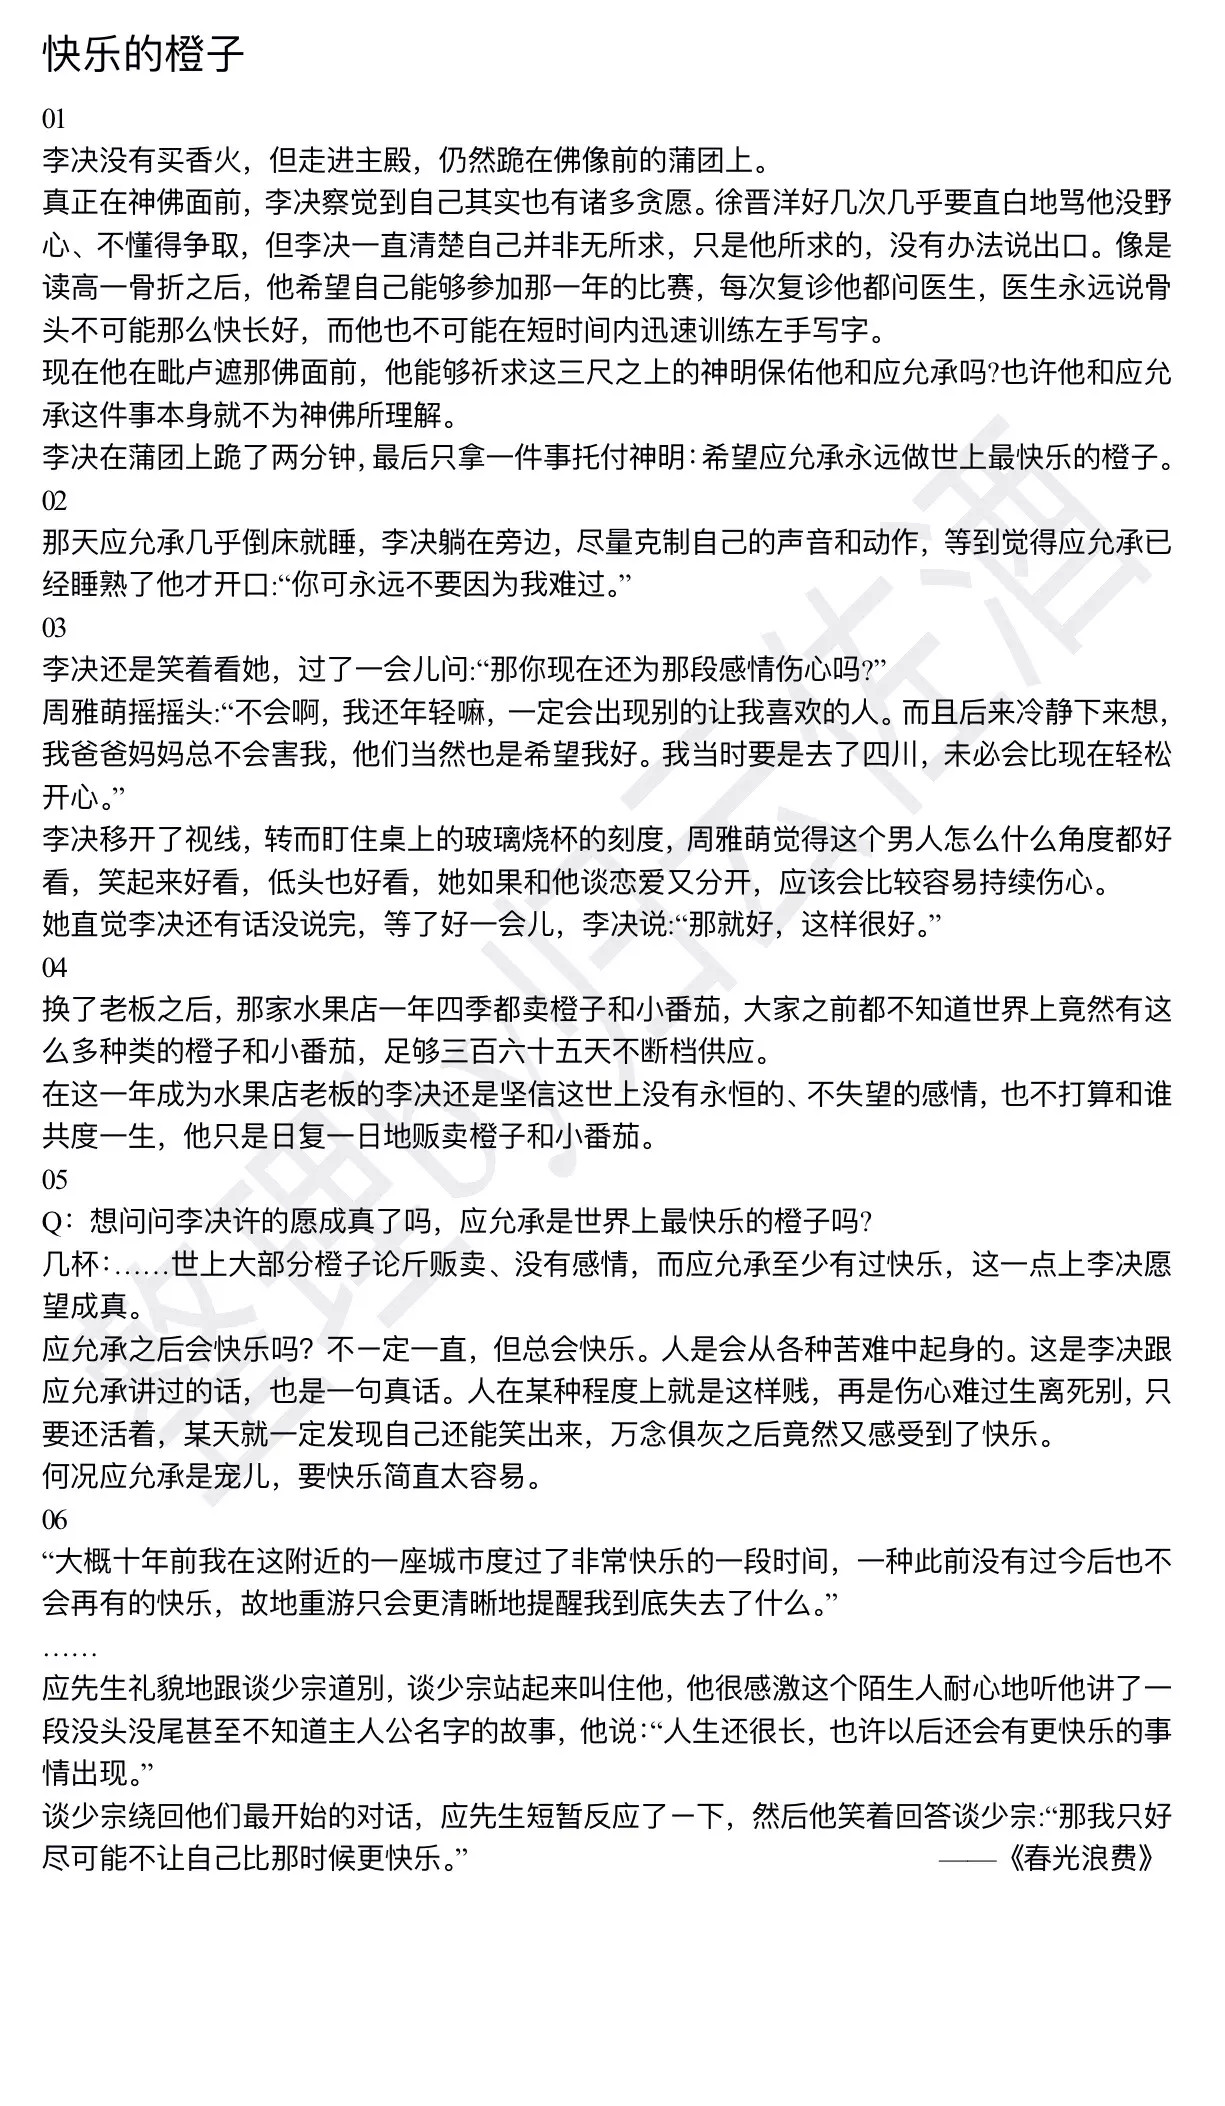 快乐的橙子
01
李决没有买香火，但走进主殿，仍然跪在佛像前的蒲团上。
真正在神佛面前，李决察觉到自己其实也有诸多贪愿。徐晋洋好几次几乎要直白地骂他没野
心、不懂得争取，但李决一直清楚自己并非无所求，只是他所求的，没有办法说出口。像是
读高一骨折之后，他希望自己能够参加那一年的比赛，每次复诊他都问医生，医生永远说骨
头不可能那么快长好，而他也不可能在短时间内迅速训练左手写字。
现在他在毗卢遮那佛面前，他能够祈求这三尺之上的神明保佑他和应允承吗?也许他和应允
承这件事本身就不为神佛所理解。
李决在蒲团上跪了两分钟，最后只拿一件事托付神明：希望应允承永远做世上最快乐的橙子。
02
那天应允承几乎倒床就睡，李决躺在旁边，尽量克制自己的声音和动作，等到觉得应允承已
经睡熟了他才开口:“你可永远不要因为我难过。”
03
李决还是笑着看她，过了一会儿问:“那你现在还为那段感情伤心吗?”
周雅萌摇摇头:“不会啊，我还年轻嘛，一定会出现别的让我喜欢的人。而且后来冷静下来想，
我爸爸妈妈总不会害我，他们当然也是希望我好。我当时要是去了四川，未必会比现在轻松
开心。”
李决移开了视线，转而盯住桌上的玻璃烧杯的刻度，周雅萌觉得这个男人怎么什么角度都好
看，笑起来好看，低头也好看，她如果和他谈恋爱又分开，应该会比较容易持续伤心。
她直觉李决还有话没说完，等了好一会儿，李决说:“那就好，这样很好。”
04
换了老板之后，那家水果店一年四季都卖橙子和小番茄，大家之前都不知道世界上竟然有这
么多种类的橙子和小番茄，足够三百六十五天不断档供应。
在这一年成为水果店老板的李决还是坚信这世上没有永恒的、不失望的感情，也不打算和谁
共度一生，他只是日复一日地贩卖橙子和小番茄。
05
Q：想问问李决许的愿成真了吗，应允承是世界上最快乐的橙子吗?
几杯：……世上大部分橙子论斤贩卖、没有感情，而应允承至少有过快乐，这一点上李决愿
望成真。
应允承之后会快乐吗？不一定一直，但总会快乐。人是会从各种苦难中起身的。这是李决跟
应允承讲过的话，也是一句真话。人在某种程度上就是这样贱，再是伤心难过生离死别，只
要还活着，某天就一定发现自己还能笑出来，万念俱灰之后竟然又感受到了快乐。
何况应允承是宠儿，要快乐简直太容易。
06
“大概十年前我在这附近的一座城市度过了非常快乐的一段时间，一种此前没有过今后也不
会再有的快乐，故地重游只会更清晰地提醒我到底失去了什么。”
……
应先生礼貌地跟谈少宗道别，谈少宗站起来叫住他，他很感激这个陌生人耐心地听他讲了一
段没头没尾甚至不知道主人公名字的故事，他说：“人生还很长，也许以后还会有更快乐的事
情出现。”
谈少宗绕回他们最开始的对话，应先生短暂反应了一下，然后他笑着回答谈少宗:“那我只好
尽可能不让自己比那时候更快乐。” ——《春光浪费》
整理by归云佐酒